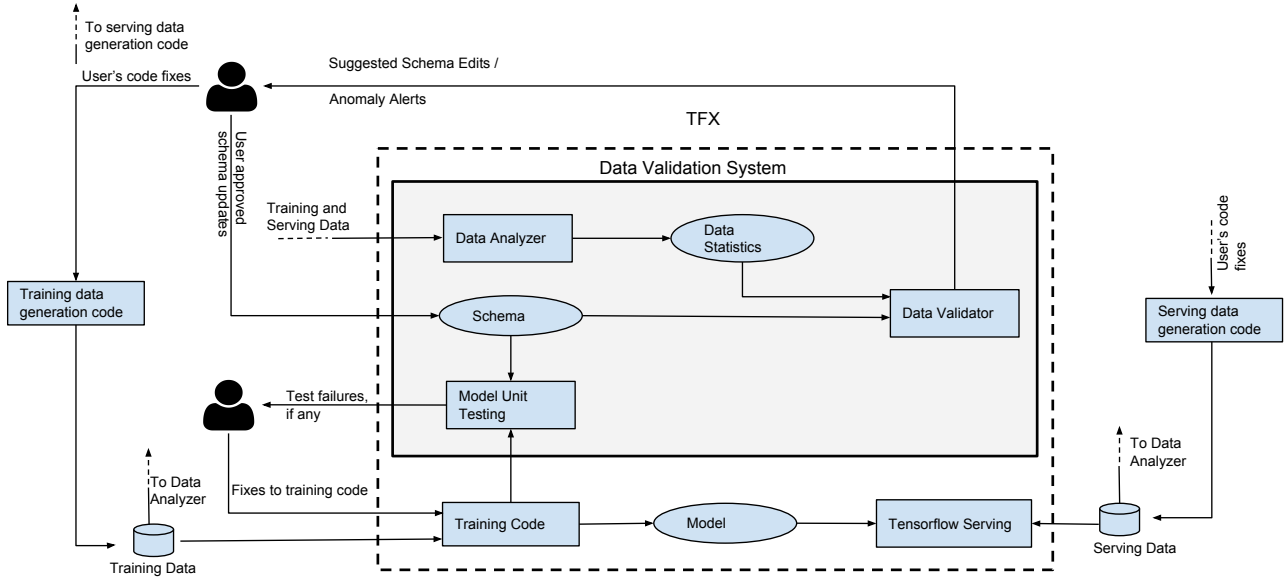 To serving data
generation code
User's code fixes
Suggested Schema Edits /
Anomaly Alerts
TFX
User approved
schema updates
Data Validation System
Training and
Serving Data
Data Analyzer
Data
Statistics
User's code
fixes
Training data
generation code
Schema
Data Validator
Serving data
generation code
Test failures,
if any
Model Unit
Testing
To Data
Analyzer
To Data
Analyzer
Fixes to training code
Training Code
Model
Tensorflow Serving
Training Data
Serving Data